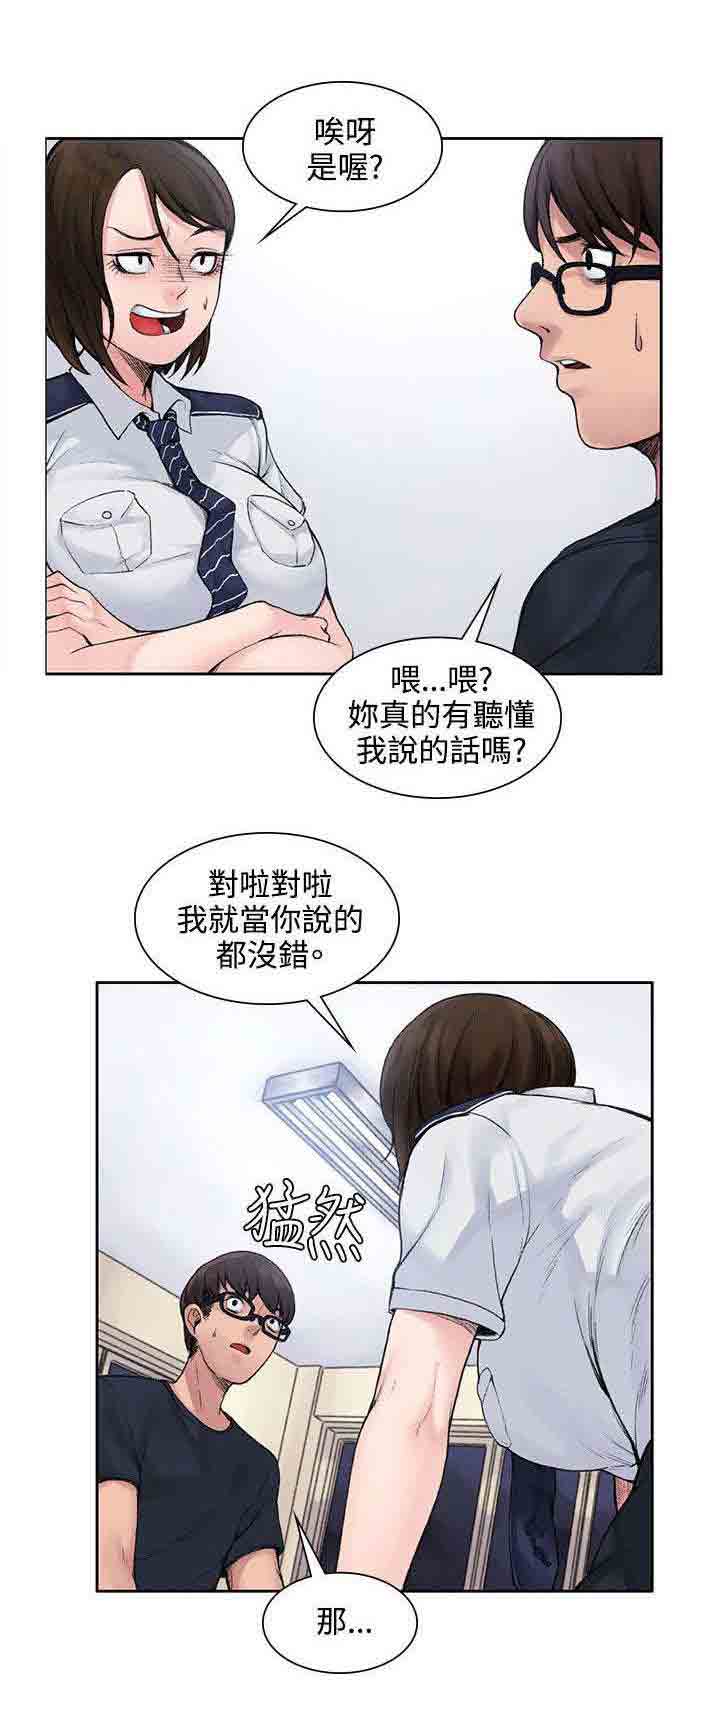 唉呀
是喔?
喂...喂?
妳真的有聽懂
我說的話嗎?
對啦對啦
我就當你說的
都沒錯。
猛然
那...